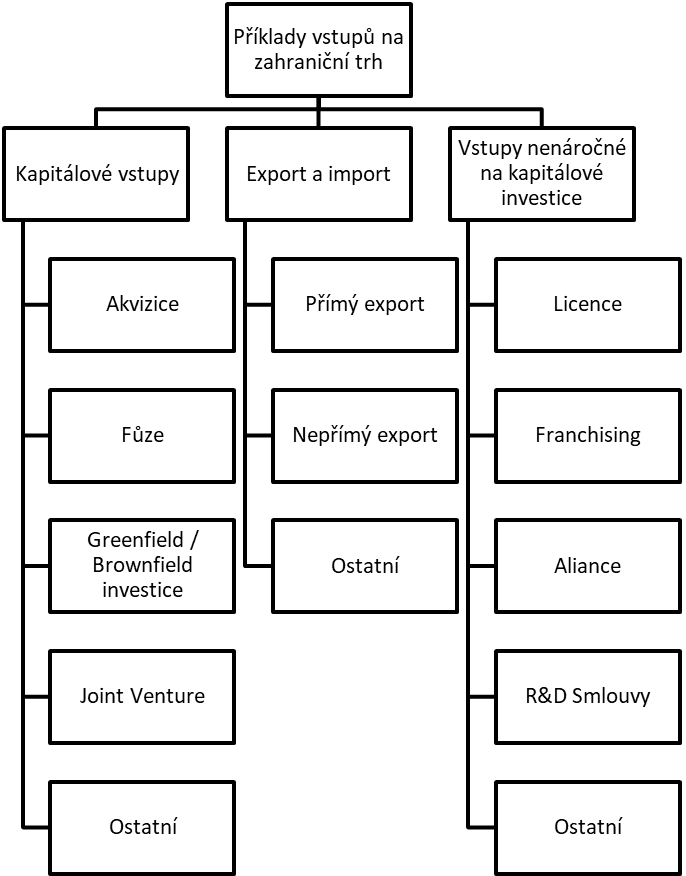 Příklady vstupů na
zahraniční trh
Kapitálové vstupy
Export a import
Vstupy nenáročné
na kapitálové
investice
Akvizice
Přímý export
Licence
Fůze
Nepřímý export
Franchising
Greenfield /
Brownfield
investice
Ostatní
Aliance
Joint Venture
R&D Smlouvy
Ostatní
Ostatní